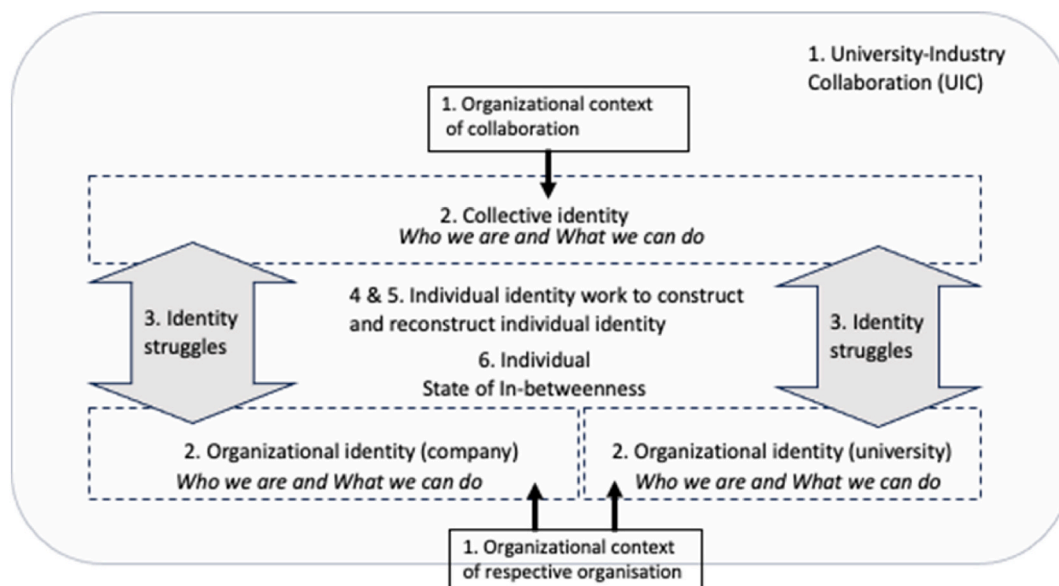 1. University-Industry
Collaboration (UIC)
1. Organizational context
of collaboration
2. Collective identity
Who we are and What we can do
3. Identity
struggles
4 & 5. Individual identity work to construct
and reconstruct individual identity
6. Individual
State of In-betweenness
3. Identity
struggles
2. Organizational identity (company)
Who we are and What we can do
2. Organizational identity (university)
Who we are and What we can do
1. Organizational context
of respective organisation